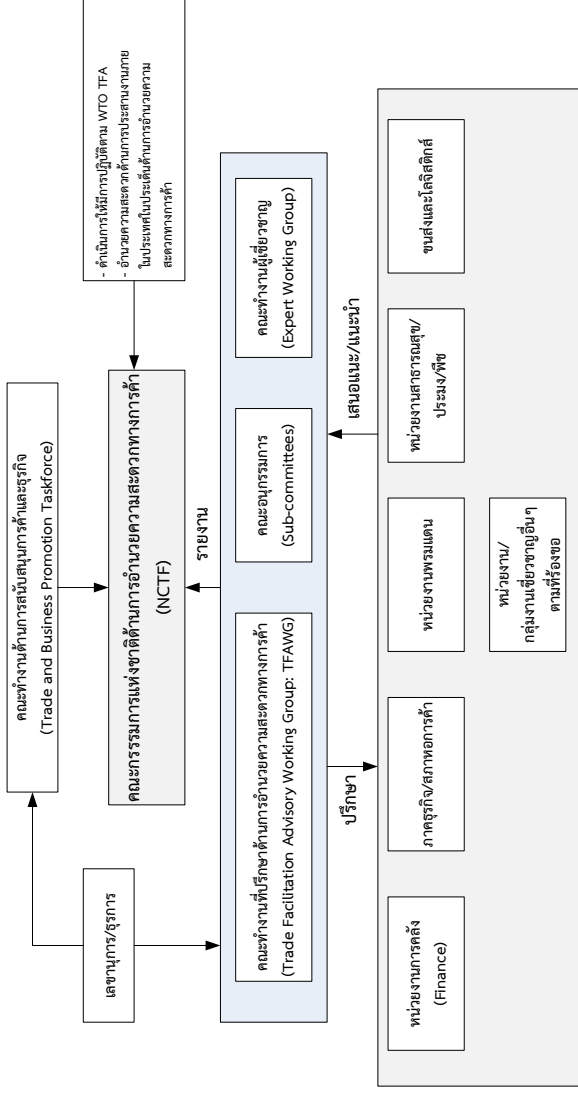 คณะทำงานด้านการสนับสนุนการค้าและธุรกิจ
(Trade and Business Promotion Taskforce)
เลขานุการ/ธุรการ
คณะกรรรมการแห่งชาติด้านการอำนวยความสะดวกทางการค้า
(NCTF)
- ดำเนินการให้มีการปฏิบัติตาม WTO TFA
- อำนวยความสะดวกด้านการประสานงานภาย
ในประเทศในประเด็นด้านการอำนวยความ
สะดวกทางการค้า
รายงาน
คณะทำงานที่ปรึกษาด้านการอำนวยความสะดวกทางการค้า
(Trade Facilitation Advisory Working Group: TFAWG)
คณะอนุกรรมการ
(Sub-committees)
คณะทำงานผู้เชี่ยวชาญ
(Expert Working Group)
ปรึกษา
เสนอแนะ/แนะนำ
หน่วยงานการคลัง
(Finance)
ภาคธุรกิจ/สภาหอการค้า
หน่วยงานพรมแดน
หน่วยงานสาธารณสุข/
ประมง/พืช
ขนส่งและโลจิสติกส์
หน่วยงาน/
กลุ่มงานเชี่ยวชาญอื่นๆ
ตามที่ร้องขอ